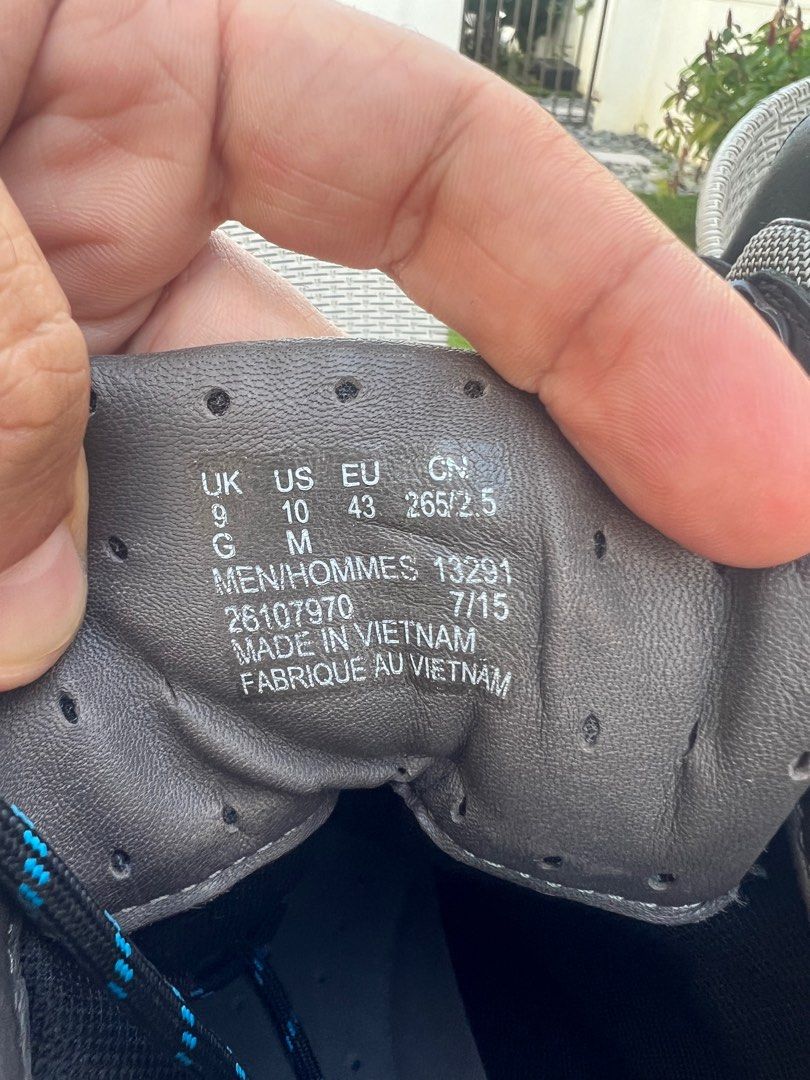 UK US EU CN
9 10 43 265/2.5
G M
MEN/HOMMES 13291
26107970 7/15
MADE IN VIETNAM
FABRIQUE AU VIETNAM